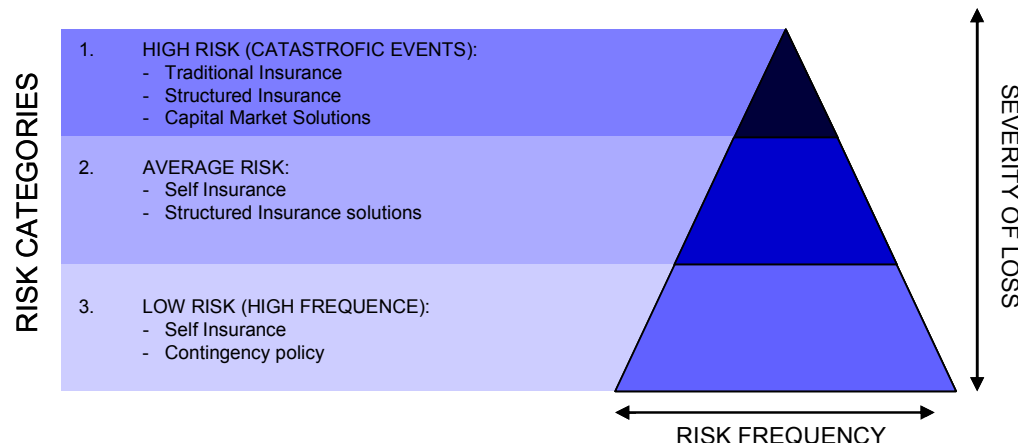 RISK CATEGORIES
1. HIGH RISK (CATASTROFIC EVENTS):
- Traditional Insurance
- Structured Insurance
- Capital Market Solutions
2. AVERAGE RISK:
- Self Insurance
- Structured Insurance solutions
3. LOW RISK (HIGH FREQUENCE):
- Self Insurance
- Contingency policy
SEVERITY OF LOSS
RISK FREQUENCY